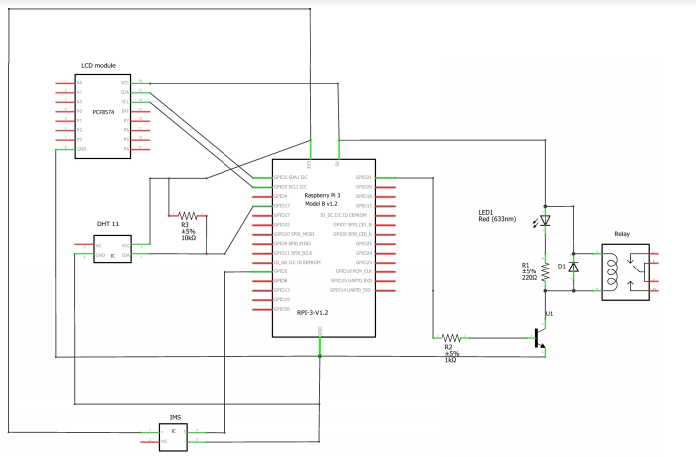 LCD module
PCF8574
A0
A1
A2
P0
P1
P2
P3
GND
VCC
SDA
SCL
INT
P7
P6
P5
P4
DHT 11
NC
GND
VCC
SDA
IC
R3
±5%
10kΩ
3V3
5V
Raspberry Pi 3
Model B v1.2
GPIO2 SDA1 I2C
GPIO3 SCL1 I2C
GPIO4
GPIO17
GPIO27
GPIO22
GPIO10 SPI0_MOSI
GPIO9 SPI0_MISO
GPIO11 SPI0_SCLK
ID_SD I2C ID EEPROM
GPIO5
GPIO6
GPIO13
GPIO19
GPIO26
GPIO21
GPIO20
GPIO16
GPIO12
ID_SC I2C ID EEPROM
GPIO7 SPI0_CE1_N
GPIO8 SPI0_CE0_N
GPIO25
GPIO24
GPIO23
GPIO18 PCM_CLK
GPIO15 UART0_RXD
GPIO14 UART0_TXD
RPI-3-V1.2
GND
LED1
Red (633nm)
R1
±5%
220Ω
D1
Relay
U1
R2
±5%
1kΩ
IMS
IC